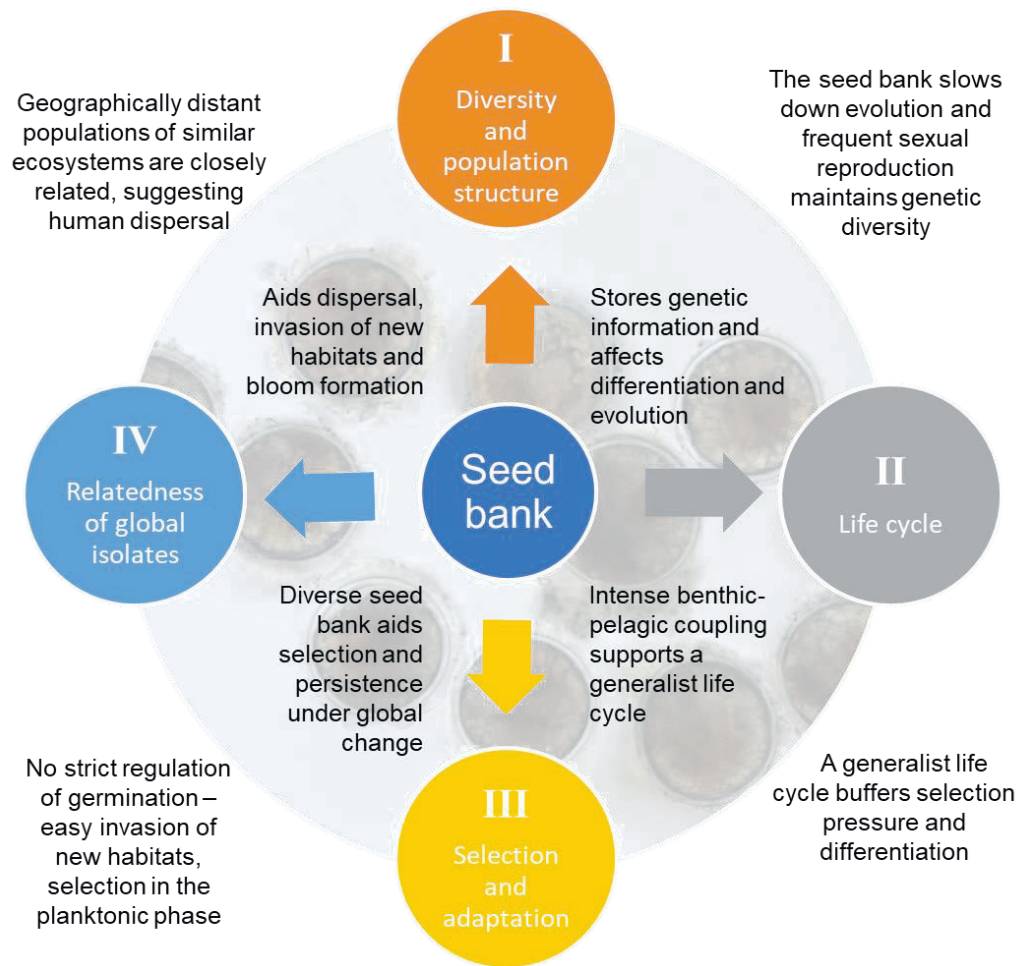 I
Diversity
and
population
structure
Geographically distant
populations of similar
ecosystems are closely
related, suggesting
human dispersal
The seed bank slows
down evolution and
frequent sexual
reproduction
maintains genetic
diversity
Aids dispersal,
invasion of new
habitats and
bloom formation
Stores genetic
information and
affects
differentiation and
evolution
IV
Relatedness
of global
isolates
Seed
bank
II
Life cycle
Diverse seed
bank aids
selection and
persistence
under global
change
Intense benthic-
pelagic coupling
supports a
generalist life
cycle
No strict regulation
of germination –
easy invasion of
new habitats,
selection in the
planktonic phase
III
Selection
and
adaptation
A generalist life
cycle buffers selection
pressure and
differentiation